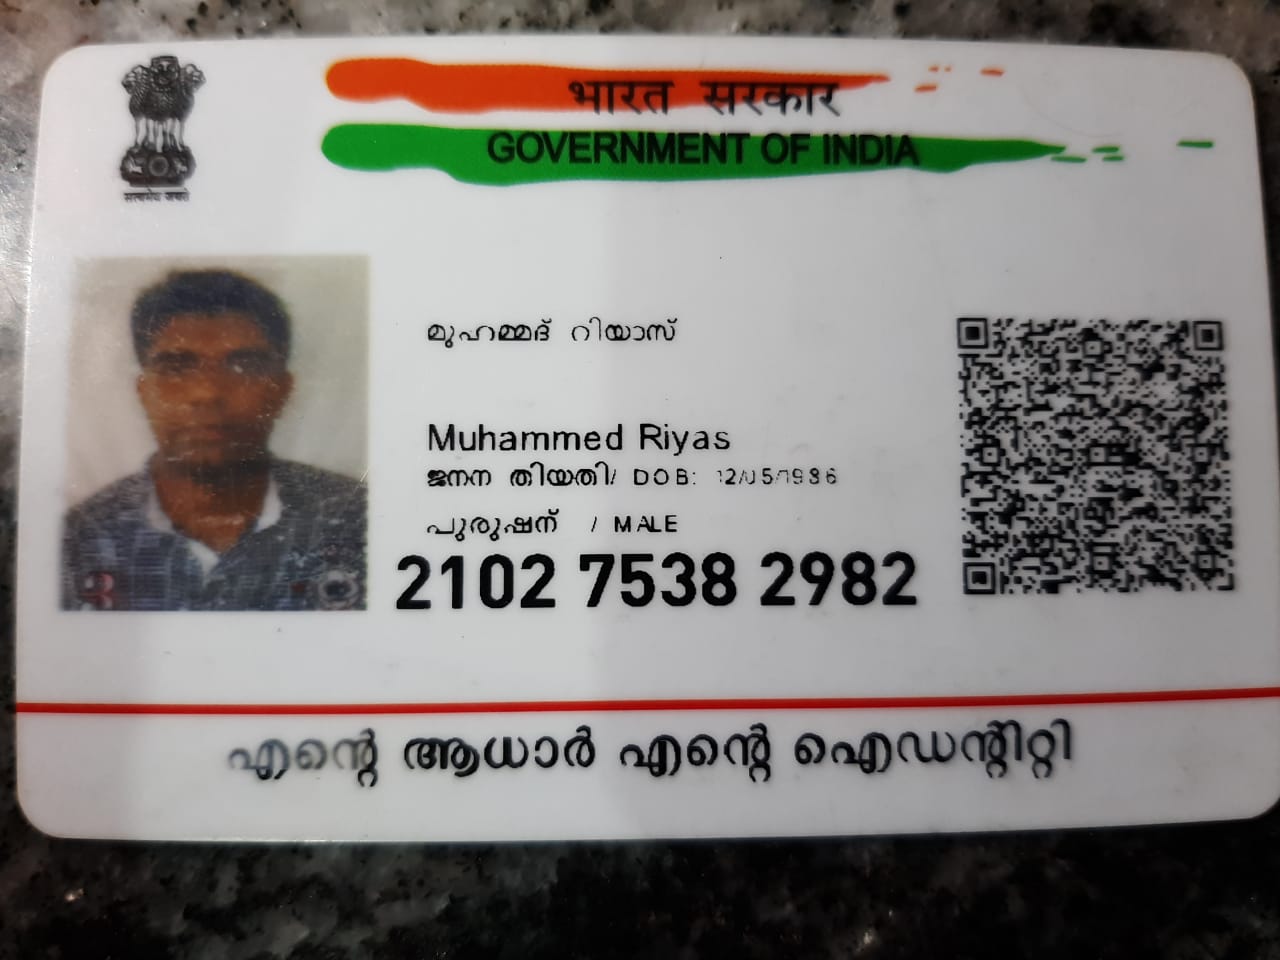 सत्यमेव जयते
भारत सरकार
GOVERNMENT OF INDIA
മുഹമ്മദ് റിയാസ്
Muhammed Riyas
ജനന തിയതി/ DOB: 12/05/1986
പുരുഷന് / MALE
2102 7538 2982
എന്റെ ആധാർ എന്റെ ഐഡന്റിറ്റി